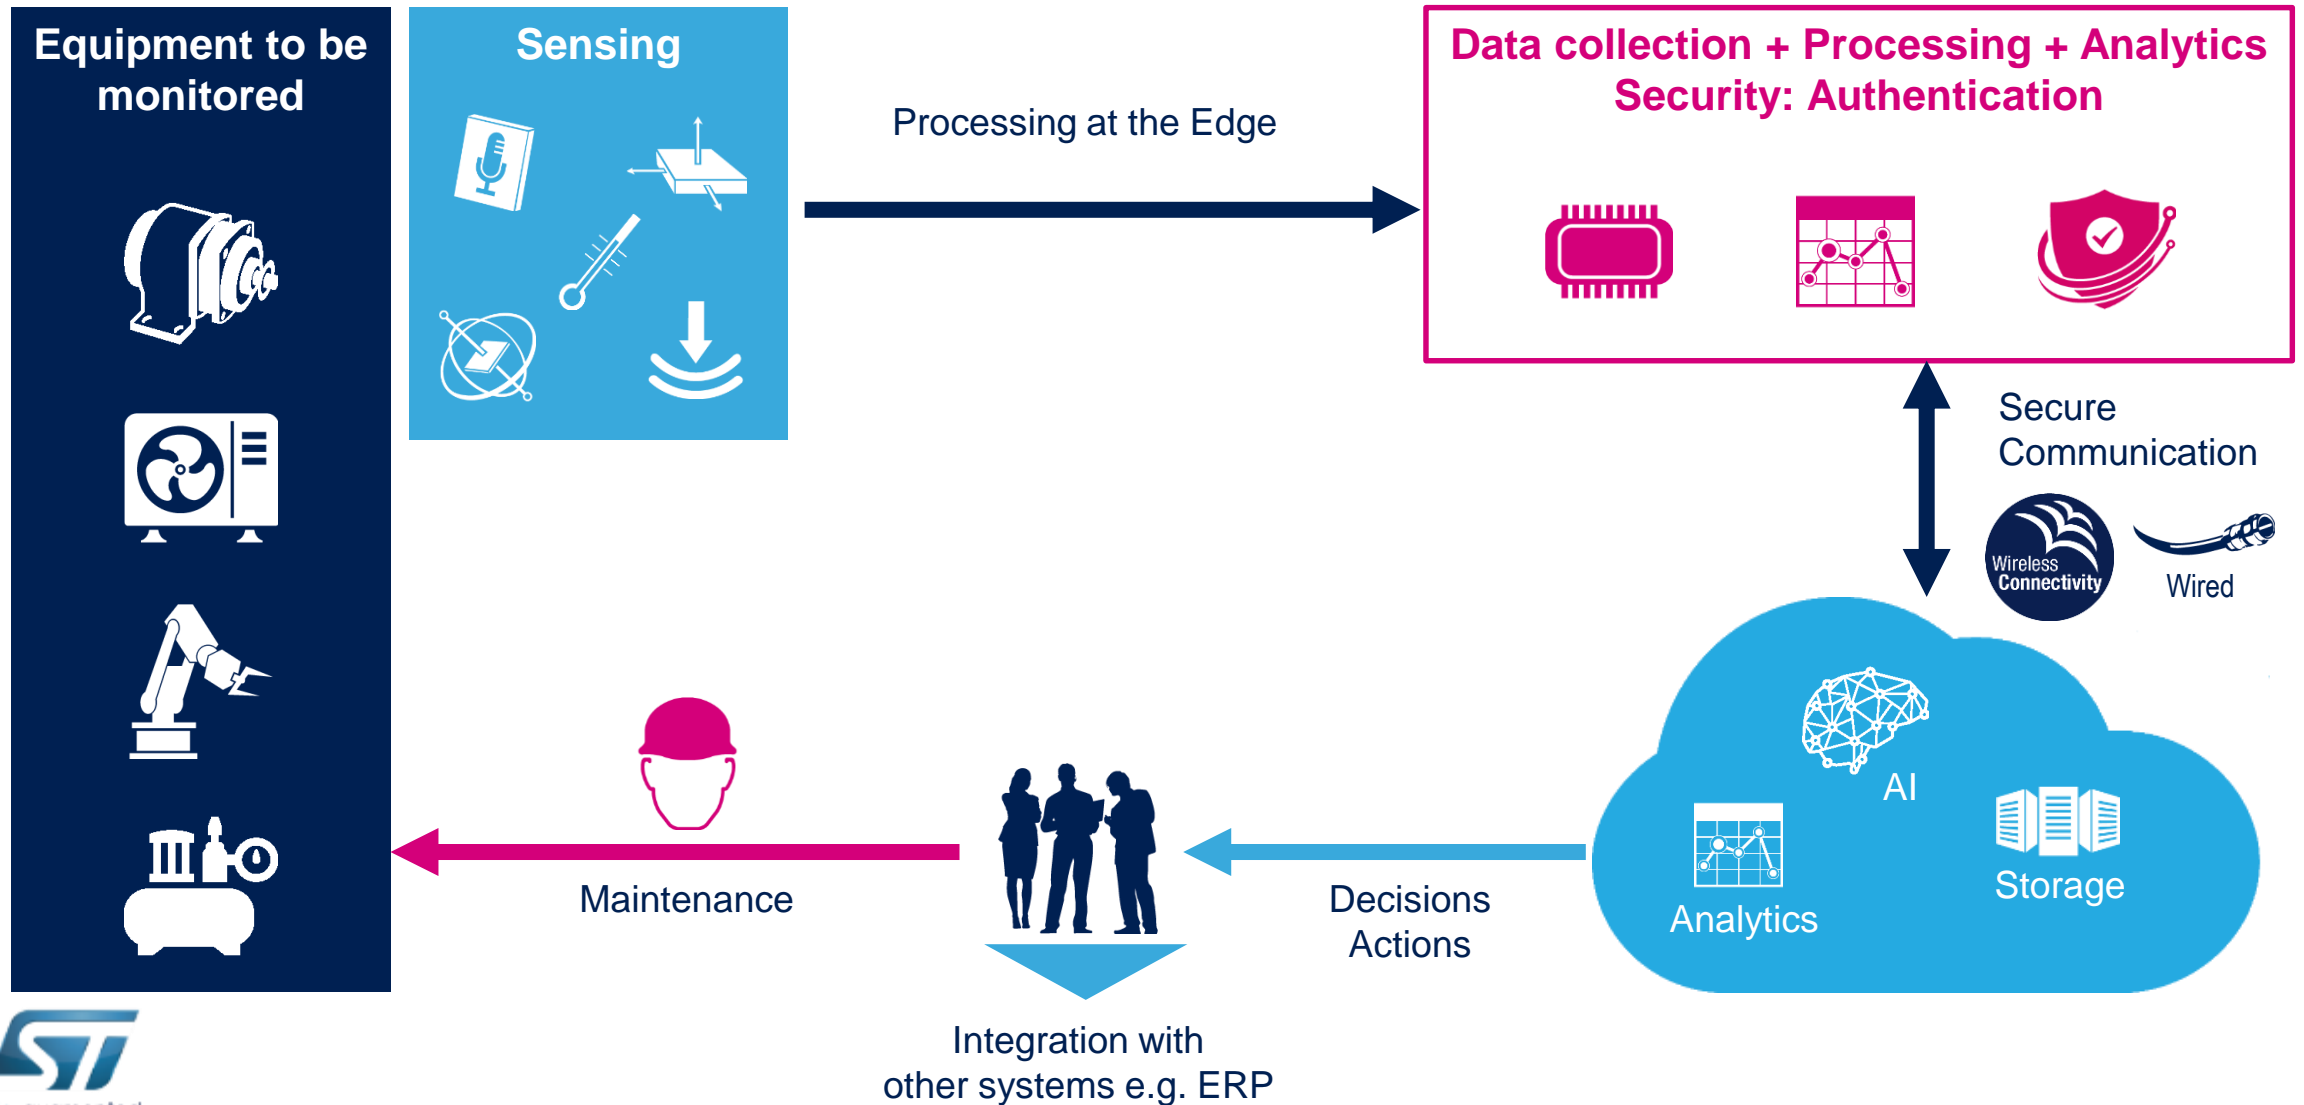 Equipment to be
monitored
Sensing
Processing at the Edge
Data collection + Processing + Analytics
Security: Authentication
Secure
Communication
Wireless
Connectivity
Wired
AI
Analytics
Storage
Decisions
Actions
Maintenance
Integration with
other systems e.g. ERP
ST